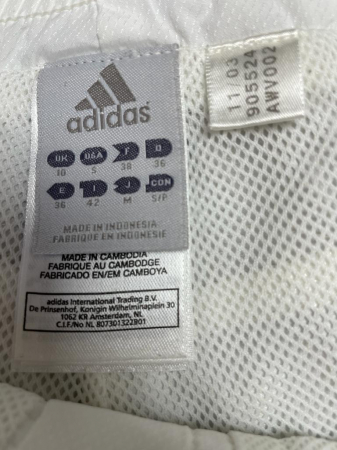 adidas
UK USA F D
10 S 38 36
E I J CON
36 42 M S/P
MADE IN INDONESIA
FABRIQUE EN INDONESIE
MADE IN CAMBODIA
FABRIQUE AU CAMBODGE
FABRICADO EN/EM CAMBOYA
adidas International Trading B.V.
De Prinsenhof, Konigin Wilhelminaplein 30
1062 KR Amsterdam, NL
C.I.F./No NL 807301322B01
11 03
905524
AWV002